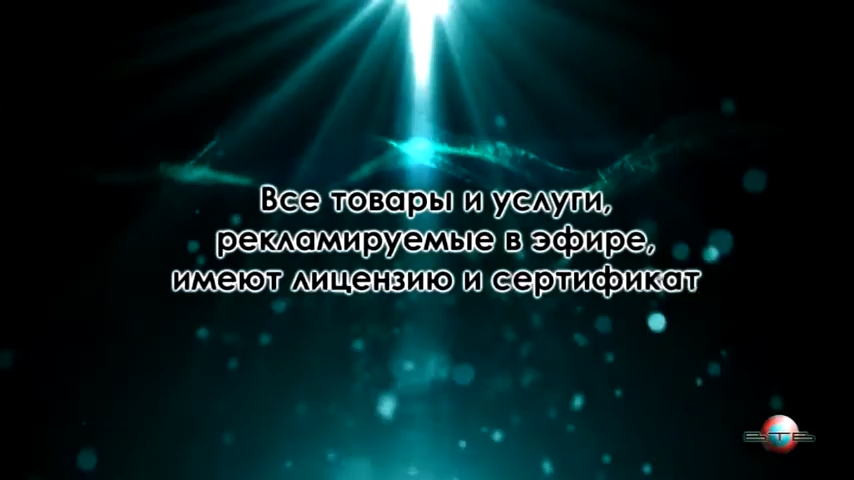 Все товары и услуги,
рекламируемые в эфире,
имеют лицензию и сертификат